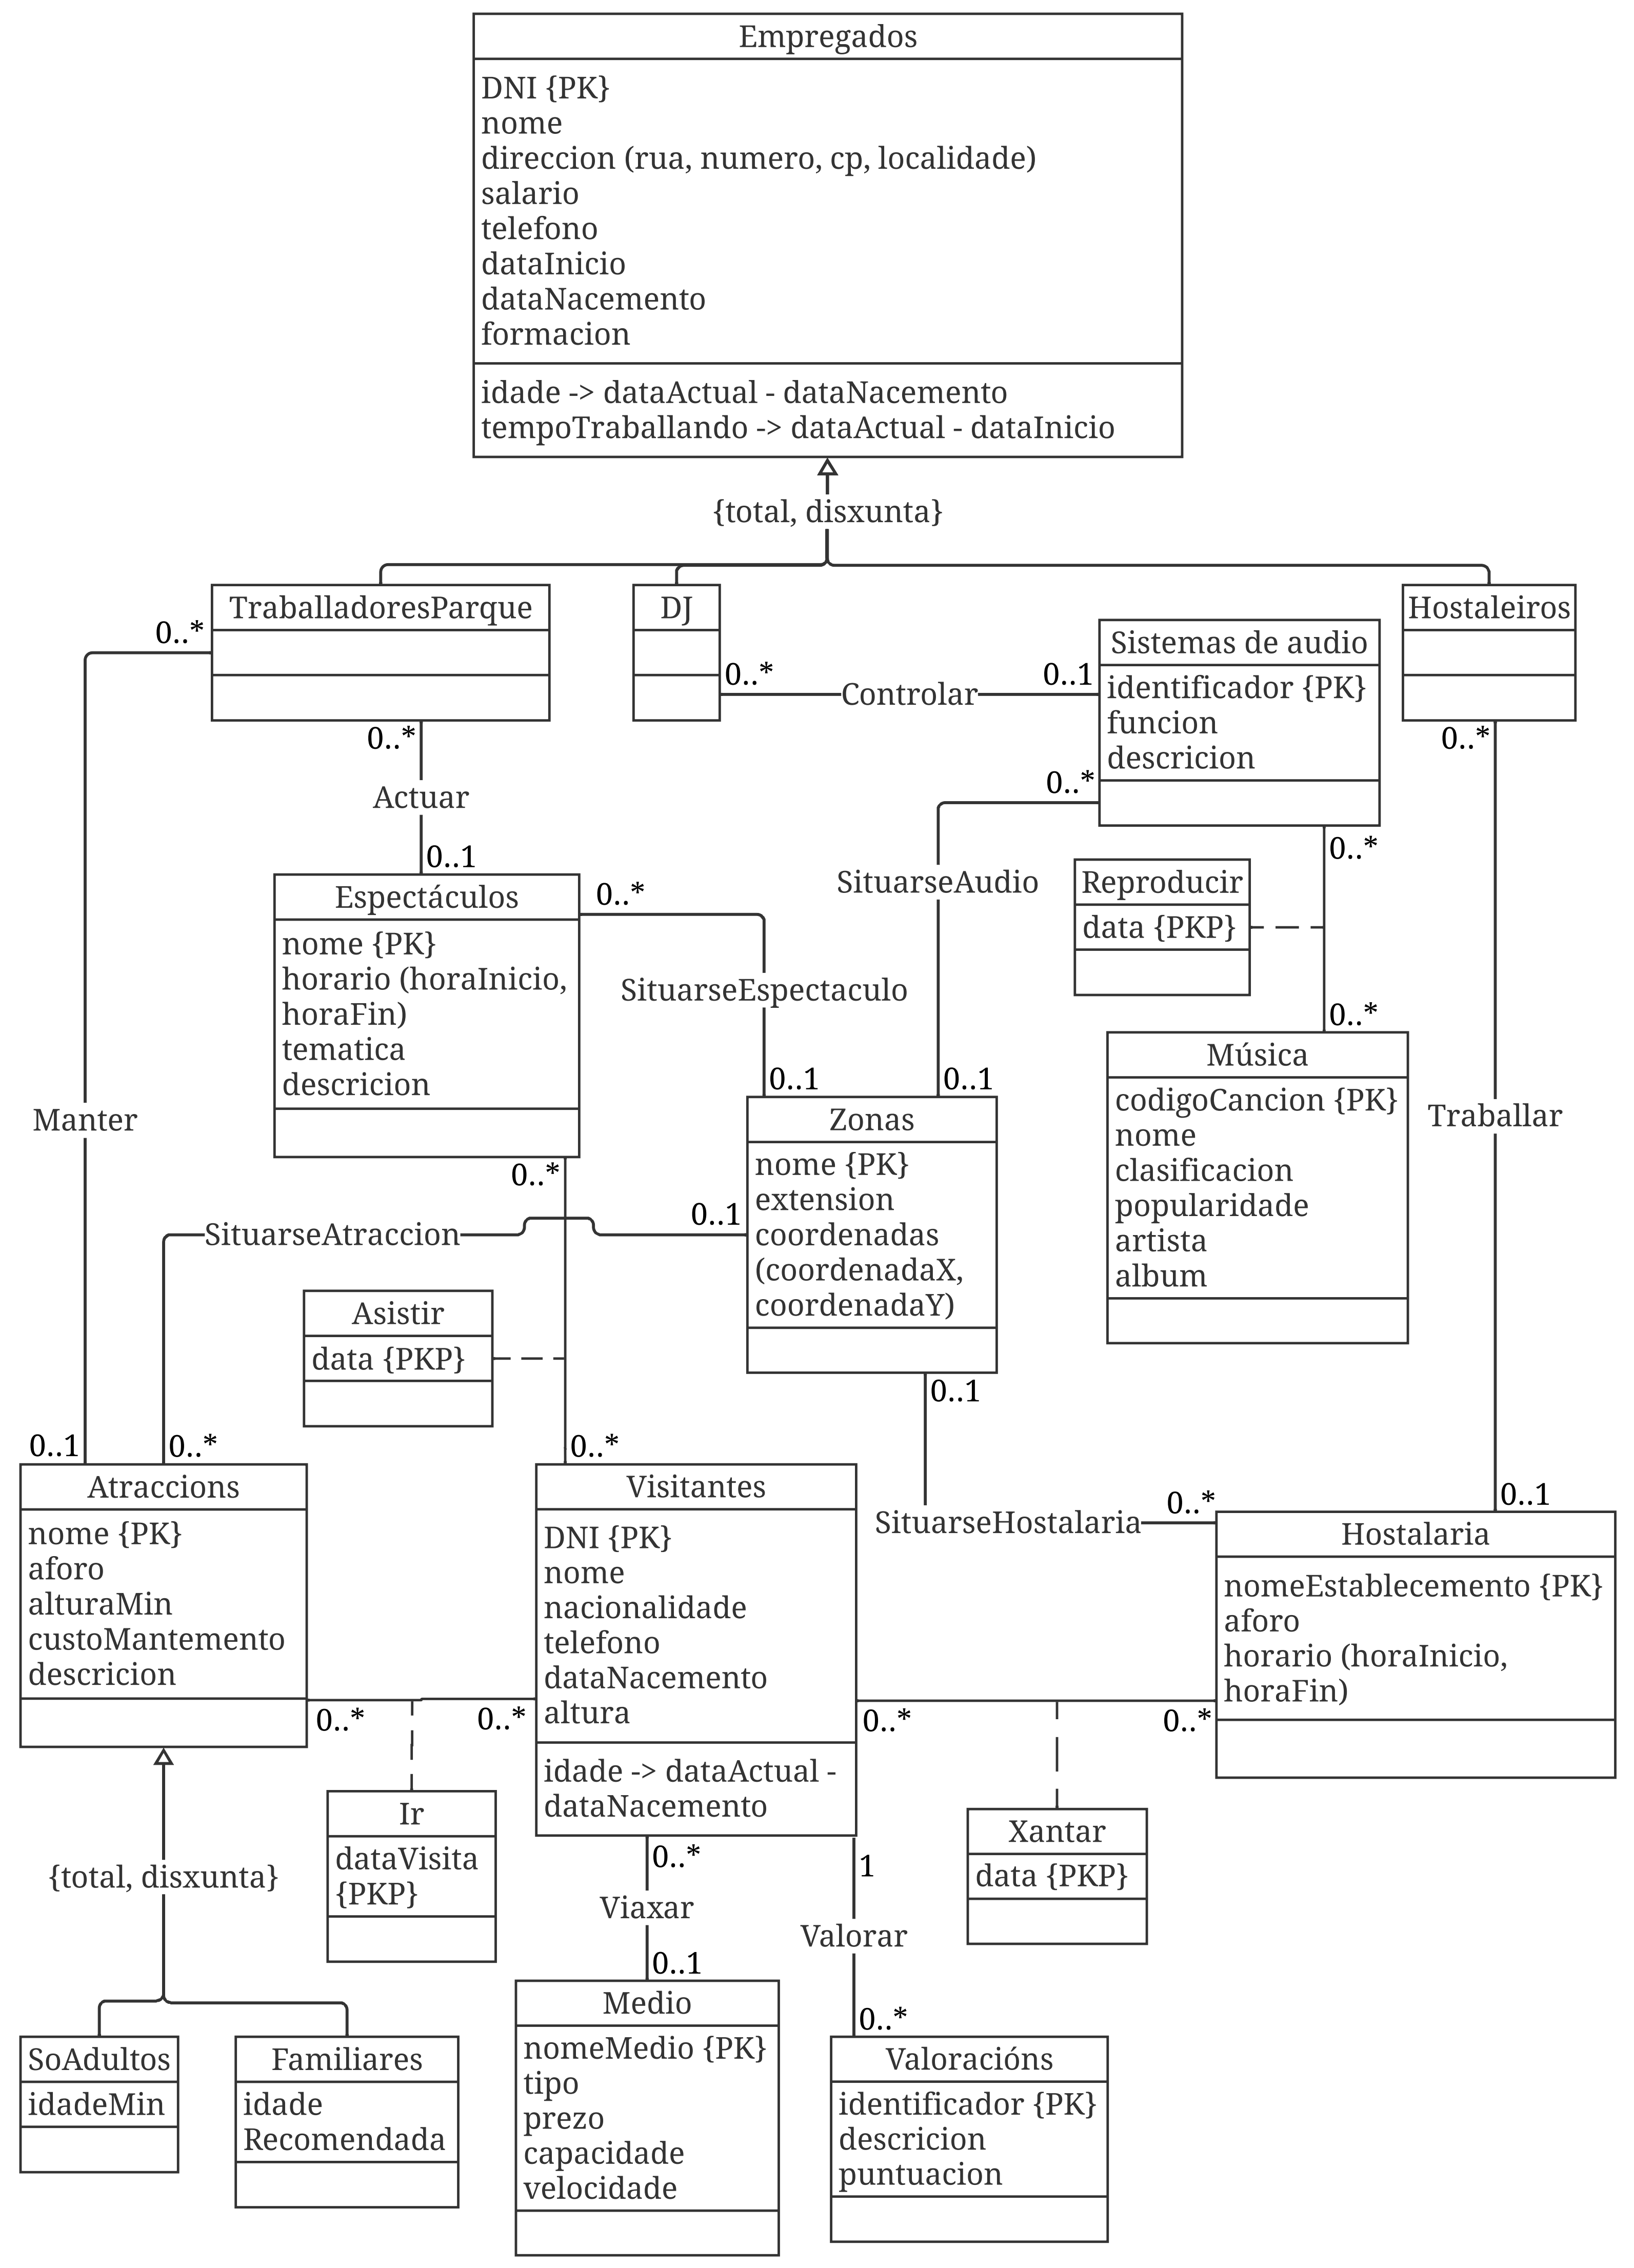 Empregados
DNI {PK}
nome
direccion (rua, numero, cp, localidade)
salario
telefono
dataInicio
dataNacemento
formacion
idade -> dataActual - dataNacemento
tempoTraballando -> dataActual - dataInicio
{total, disxunta}
TraballadoresParque
DJ
Hostaleiros
0..*
0..*
Controlar
0..1
Sistemas de audio
identificador {PK}
funcion
descricion
0..*
0..*
Actuar
0..1
0..*
0..*
Espectáculos
nome {PK}
horario (horaInicio,
horaFin)
tematica
descricion
0..*
SituarseAudio
Reproducir
data {PKP}
SituarseEspectaculo
0..1
0..1
0..*
Música
codigoCancion {PK}
nome
clasificacion
popularidade
artista
album
Manter
Traballar
Zonas
nome {PK}
extension
coordenadas
(coordenadaX,
coordenadaY)
0..*
SituarseAtraccion
0..1
Asistir
data {PKP}
0..1
0..1
0..*
0..*
Atraccions
nome {PK}
aforo
alturaMin
custoMantemento
descricion
Visitantes
DNI {PK}
nome
nacionalidade
telefono
dataNacemento
altura
idade -> dataActual -
dataNacemento
SituarseHostalaria
0..*
0..1
Hostalaria
nomeEstablecemento {PK}
aforo
horario (horaInicio,
horaFin)
0..*
0..*
0..*
0..*
Ir
dataVisita
{PKP}
Xantar
data {PKP}
{total, disxunta}
0..*
Viaxar
0..1
1
Valorar
0..*
SoAdultos
idadeMin
Familiares
idade
Recomendada
Medio
nomeMedio {PK}
tipo
prezo
capacidade
velocidade
Valoracións
identificador {PK}
descricion
puntuacion